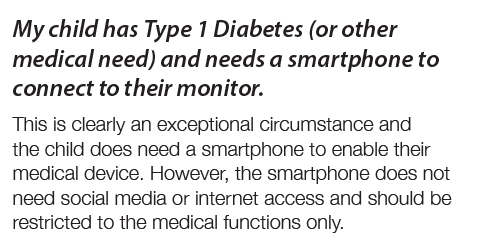 My child has Type 1 Diabetes (or other
medical need) and needs a smartphone to
connect to their monitor.
This is clearly an exceptional circumstance and
the child does need a smartphone to enable their
medical device. However, the smartphone does not
need social media or internet access and should be
restricted to the medical functions only.